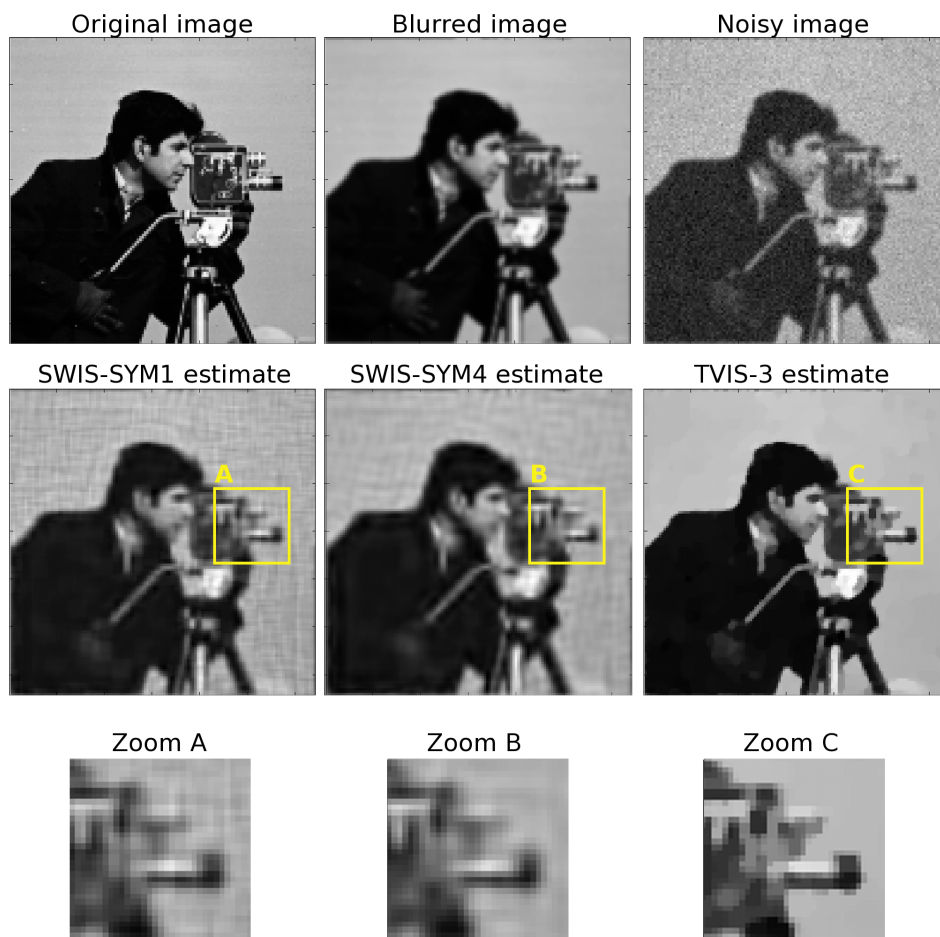 Original image
Blurred image
Noisy image
SWIS-SYM1 estimate
SWIS-SYM4 estimate
TVIS-3 estimate
A
B
C
Zoom A
Zoom B
Zoom C